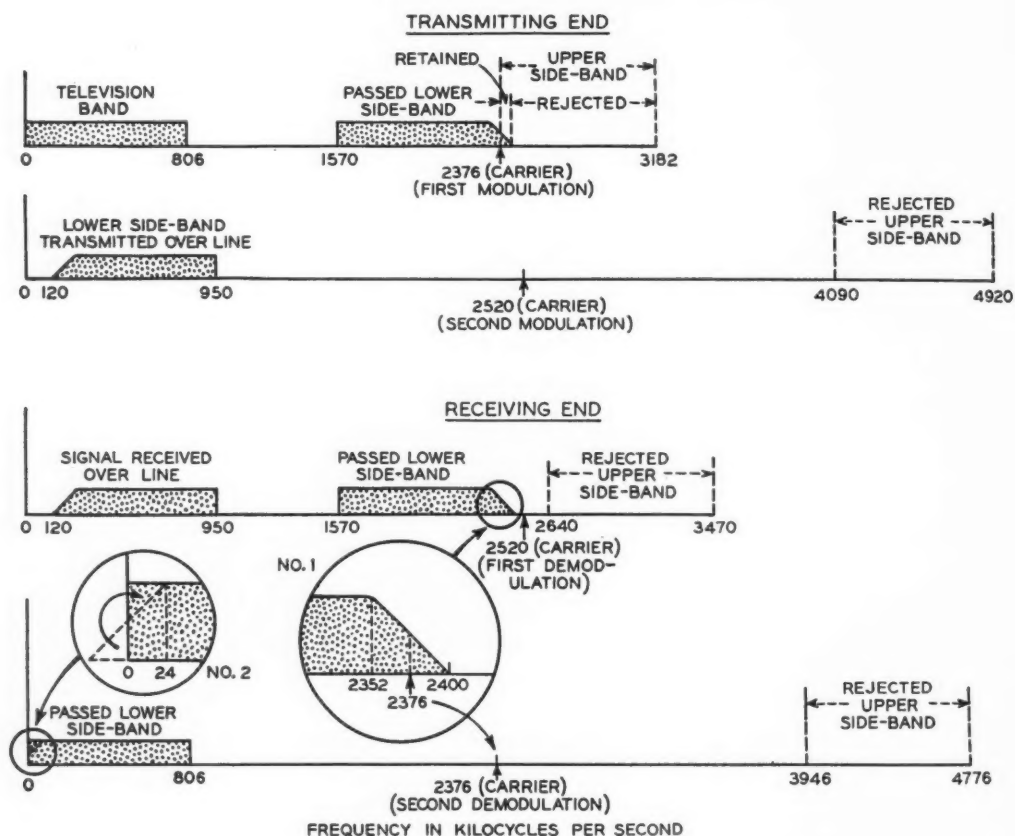 TRANSMITTING END
RETAINED
UPPER
SIDE-BAND
TELEVISION
BAND
PASSED LOWER
SIDE-BAND
REJECTED
0
806
1570
2376 (CARRIER)
(FIRST MODULATION)
3182
LOWER SIDE-BAND
TRANSMITTED OVER LINE
REJECTED
UPPER
SIDE-BAND
0
120
950
2520 (CARRIER)
(SECOND MODULATION)
4090
4920
RECEIVING END
SIGNAL RECEIVED
OVER LINE
PASSED LOWER
SIDE-BAND
REJECTED
UPPER
SIDE-BAND
0
120
950
1570
2640
3470
2520 (CARRIER)
(FIRST DEMOD-
ULATION)
NO. 1
0
24
NO. 2
2352
2400
2376
PASSED LOWER
SIDE-BAND
REJECTED
UPPER
SIDE-BAND
0
806
2376 (CARRIER)
(SECOND DEMODULATION)
3946
4776
FREQUENCY IN KILOCYCLES PER SECOND